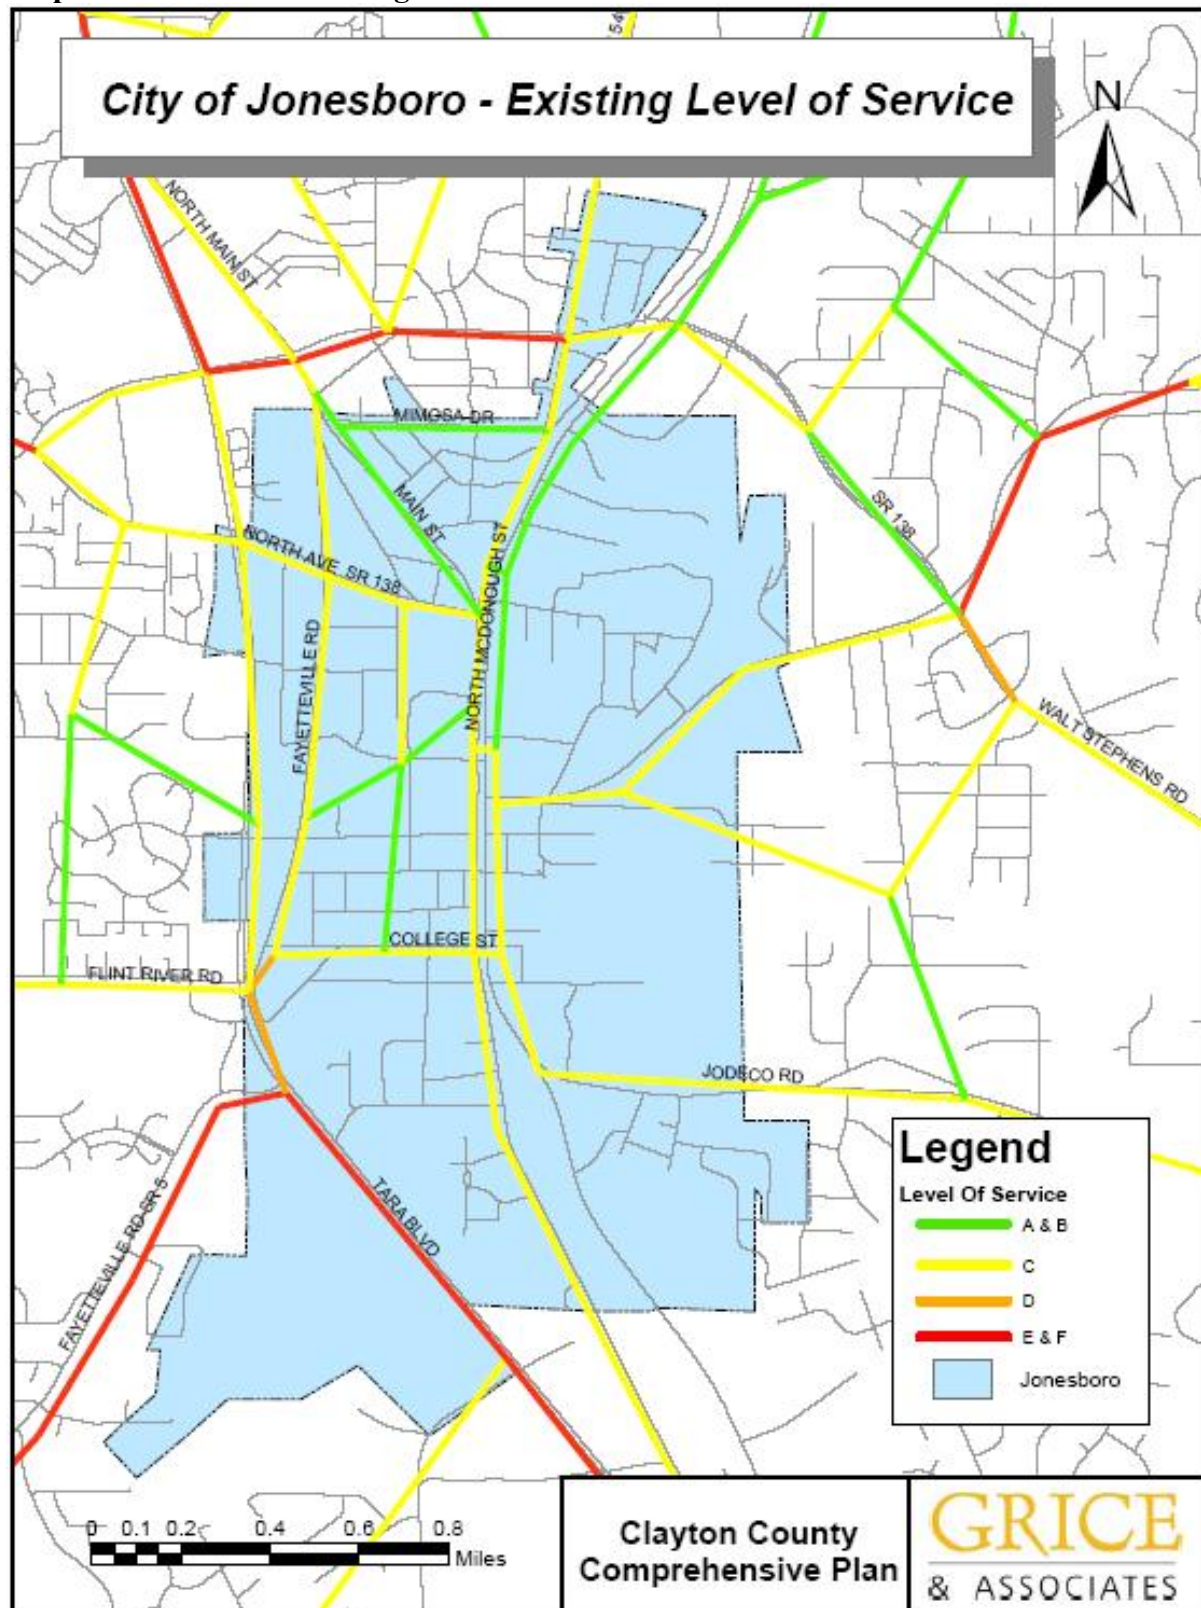 City of Jonesboro - Existing Level of Service
N
54
NORTH MAIN ST
MIMOSA DR
MAIN ST
SR 138
NORTH AVE SR 138
NORTH MCDONOUGH ST
FAYETTEVILLE RD
WALT STEPHENS RD
COLLEGE ST
FLINT RIVER RD
JODECO RD
FAYETTEVILLE RD SR 5
TARA BLVD
Legend
Level Of Service
A & B
C
D
E & F
Jonesboro
0 0.1 0.2 0.4 0.6 0.8
Miles
Clayton County
Comprehensive Plan
GRICE
& ASSOCIATES